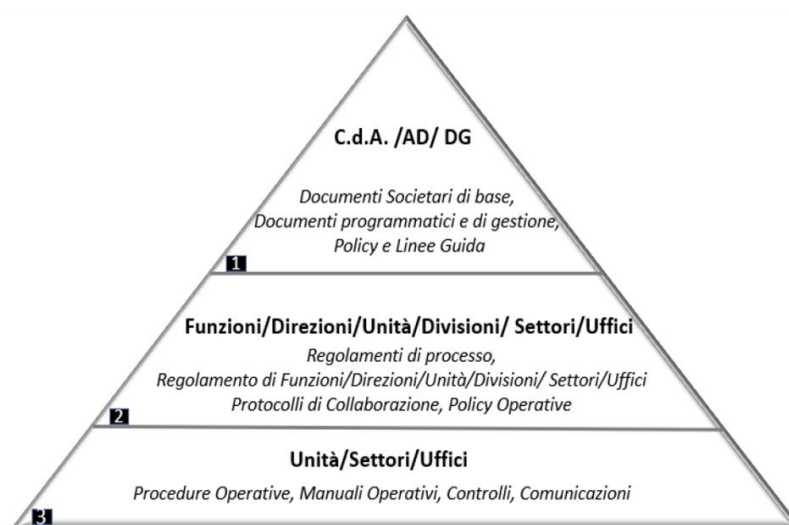 C.d.A. /AD/ DG
Documenti Societari di base,
Documenti programmatici e di gestione,
Policy e Linee Guida
1
Funzioni/Direzioni/Unità/Divisioni/ Settori/Uffici
Regolamenti di processo,
Regolamento di Funzioni/Direzioni/Unità/Divisioni/ Settori/Uffici
Protocolli di Collaborazione, Policy Operative
2
Unità/Settori/Uffici
Procedure Operative, Manuali Operativi, Controlli, Comunicazioni
3